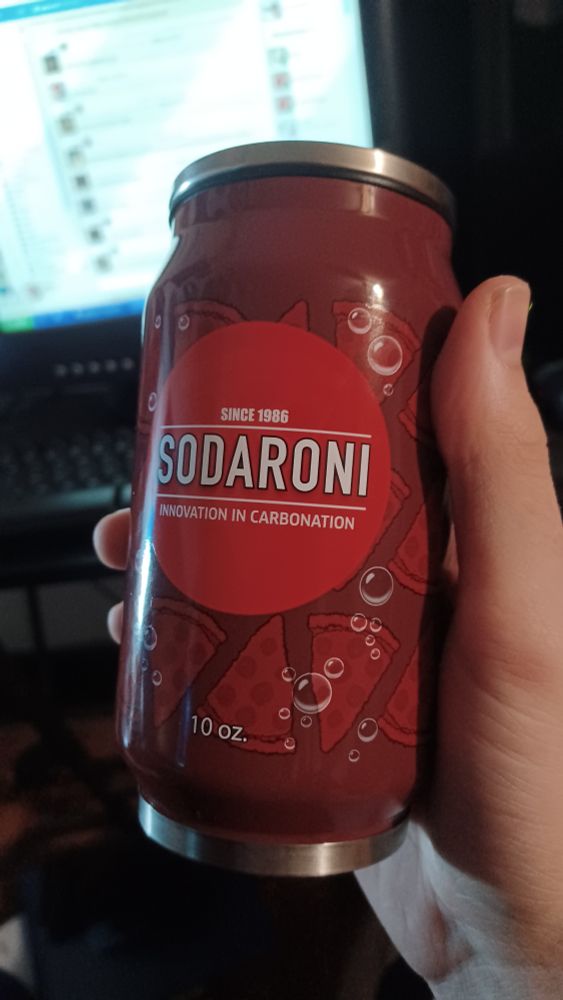 SINCE 1986
SODARONI
INNOVATION IN CARBONATION
10 oz.